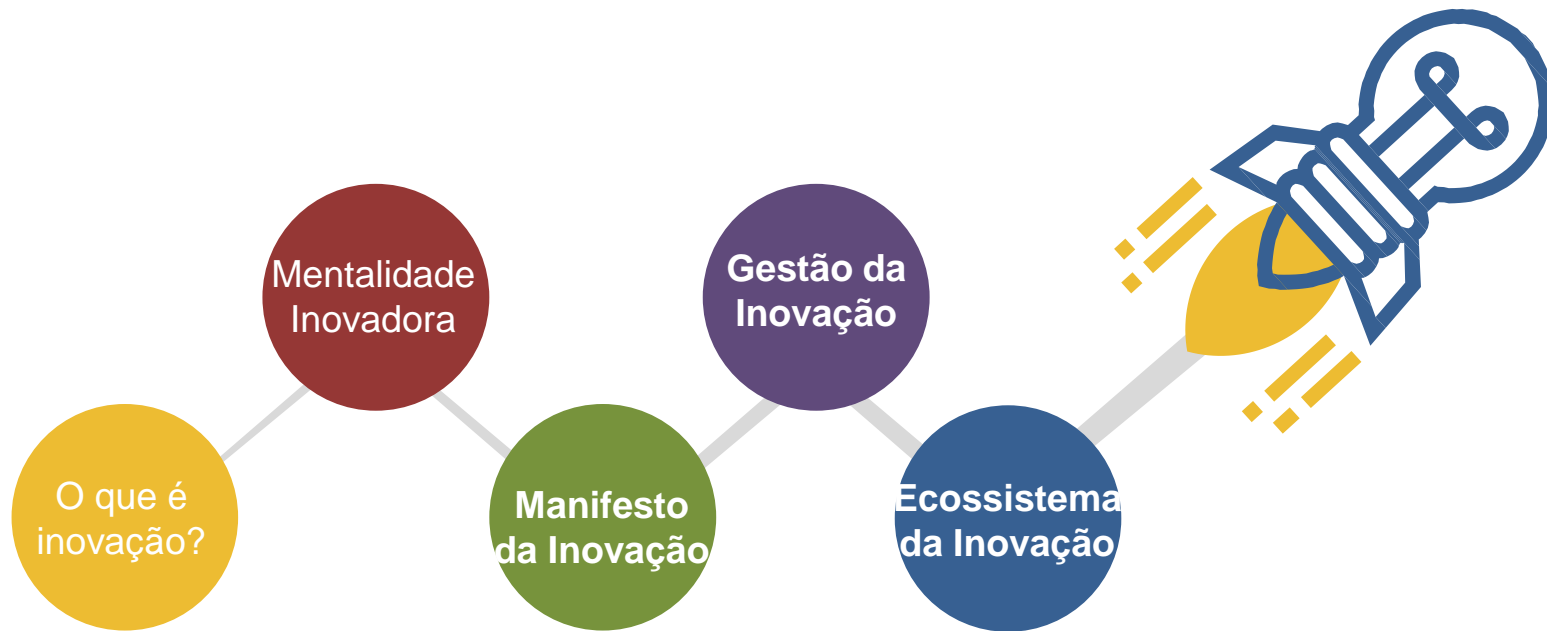 O que é
inovação?
Mentalidade
Inovadora
Manifesto
da Inovação
Gestão da
Inovação
Ecossistema
da Inovação